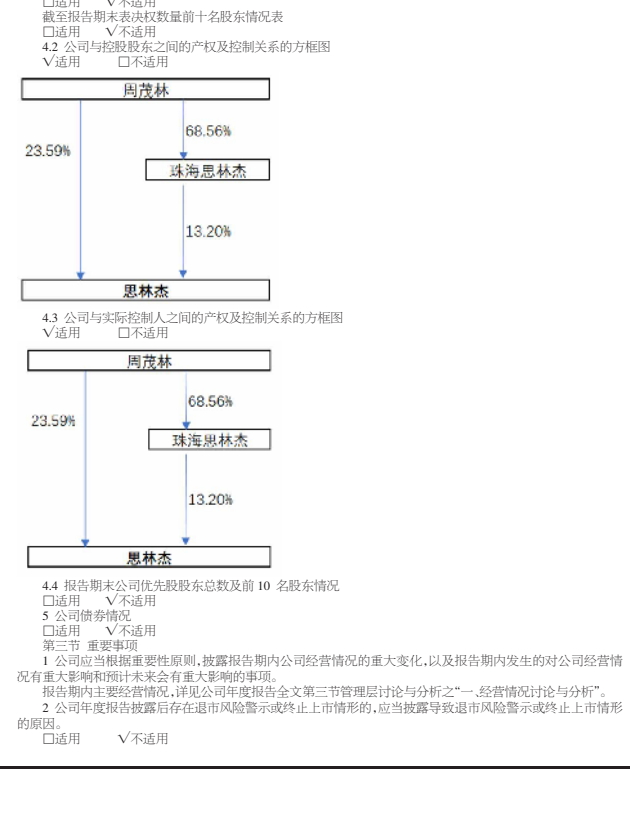 □适用 √不适用
截至报告期末表决权数量前十名股东情况表
□适用 √不适用
4.2 公司与控股股东之间的产权及控制关系的方框图
√适用 □不适用
周茂林
68.56%
23.59%
珠海思林杰
13.20%
思林杰
4.3 公司与实际控制人之间的产权及控制关系的方框图
√适用 □不适用
周茂林
68.56%
23.59%
珠海思林杰
13.20%
思林杰
4.4 报告期末公司优先股股东总数及前10 名股东情况
□适用 √不适用
5 公司债券情况
□适用 √不适用
第三节 重要事项
1 公司应当根据重要性原则,披露报告期内公司经营情况的重大变化,以及报告期内发生的对公司经营情
况有重大影响和预计未来会有重大影响的事项。
报告期内主要经营情况,详见公司年度报告全文第三节管理层讨论与分析之“一、经营情况讨论与分析”。
2 公司年度报告披露后存在退市风险警示或终止上市情形的,应当披露导致退市风险警示或终止上市情形
的原因。
□适用 √不适用